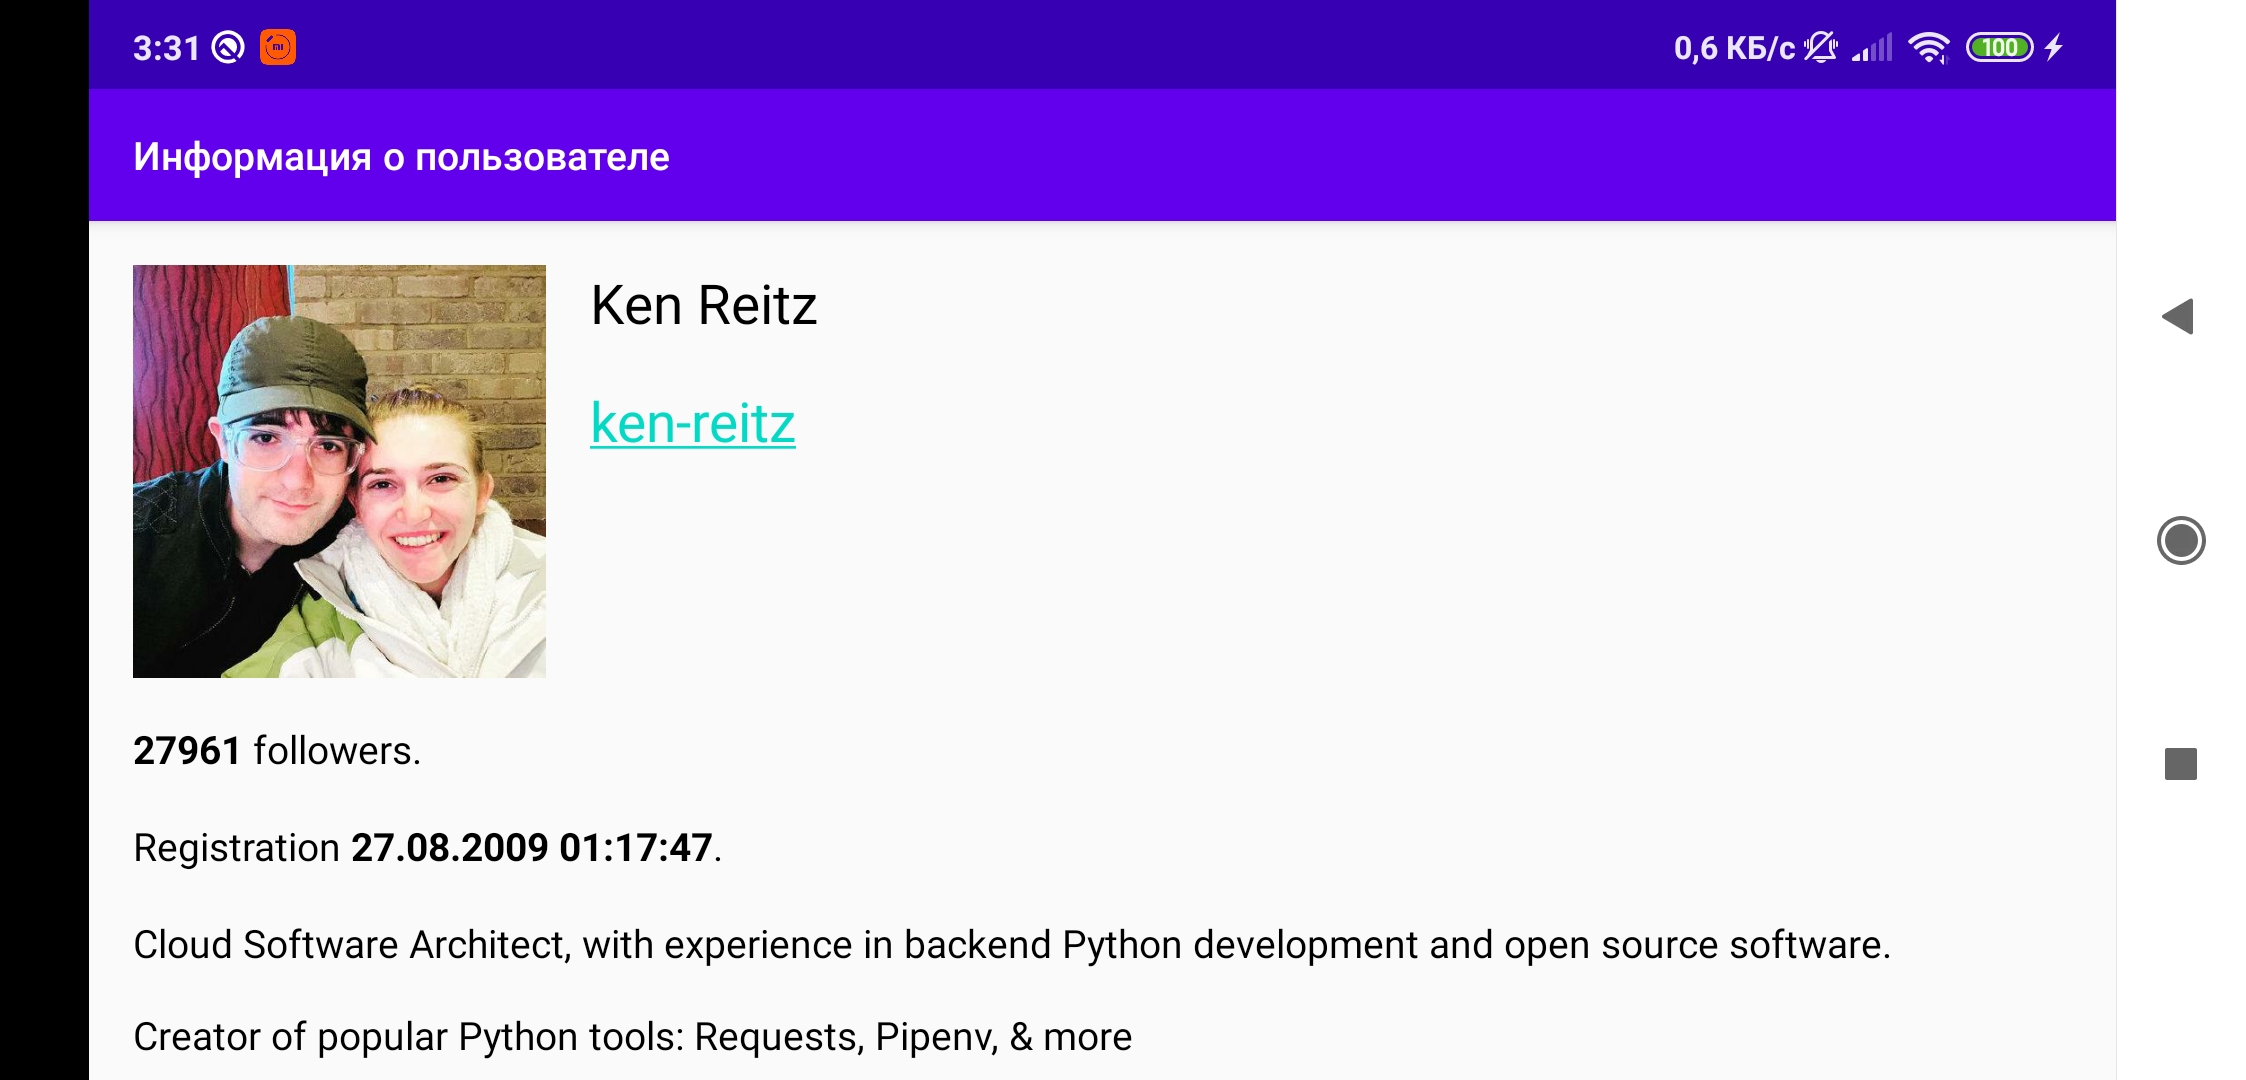 3:31 0,6 КБ/с 100
Информация о пользователе
Ken Reitz
ken-reitz
27961 followers.
Registration 27.08.2009 01:17:47.
Cloud Software Architect, with experience in backend Python development and open source software.
Creator of popular Python tools: Requests, Pipenv, & more